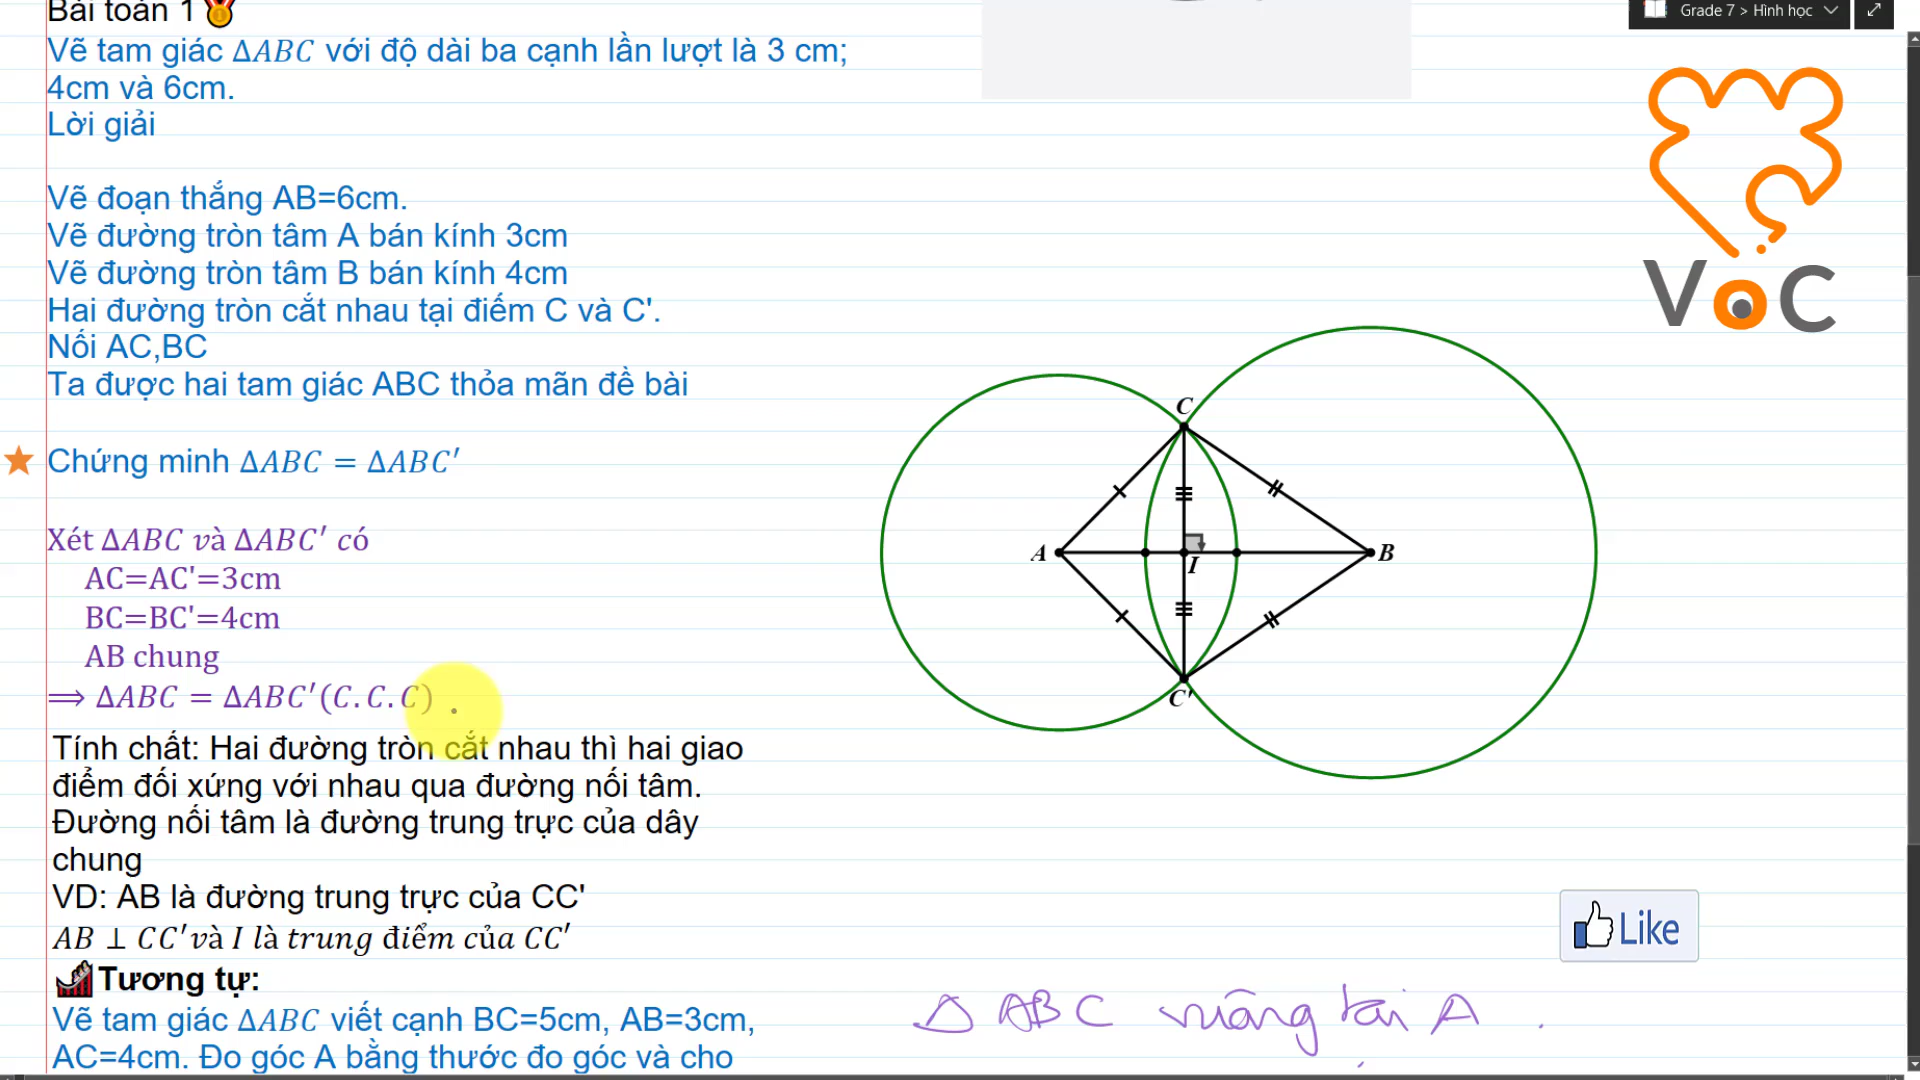 Bài toán 1
Vẽ tam giác ΔABC với độ dài ba cạnh lần lượt là 3 cm;
4cm và 6cm.
Lời giải
Vẽ đoạn thẳng AB=6cm.
Vẽ đường tròn tâm A bán kính 3cm
Vẽ đường tròn tâm B bán kính 4cm
Hai đường tròn cắt nhau tại điểm C và C'.
Nối AC,BC
Ta được hai tam giác ABC thỏa mãn đề bài
Chứng minh ΔABC = ΔABC′
Xét ΔABC và ΔABC′ có
AC=AC'=3cm
BC=BC'=4cm
AB chung
⟹ ΔABC = ΔABC′(C.C.C)
Tính chất: Hai đường tròn cắt nhau thì hai giao
điểm đối xứng với nhau qua đường nối tâm.
Đường nối tâm là đường trung trực của dây
chung
VD: AB là đường trung trực của CC'
AB ⊥ CC′và I là trung điểm của CC′
Tương tự:
Vẽ tam giác ΔABC viết cạnh BC=5cm, AB=3cm,
AC=4cm. Đo góc A bằng thước đo góc và cho
Grade 7 > Hình học
VOC
C
A
I
B
C'
Like
Δ ABC vuông tại A